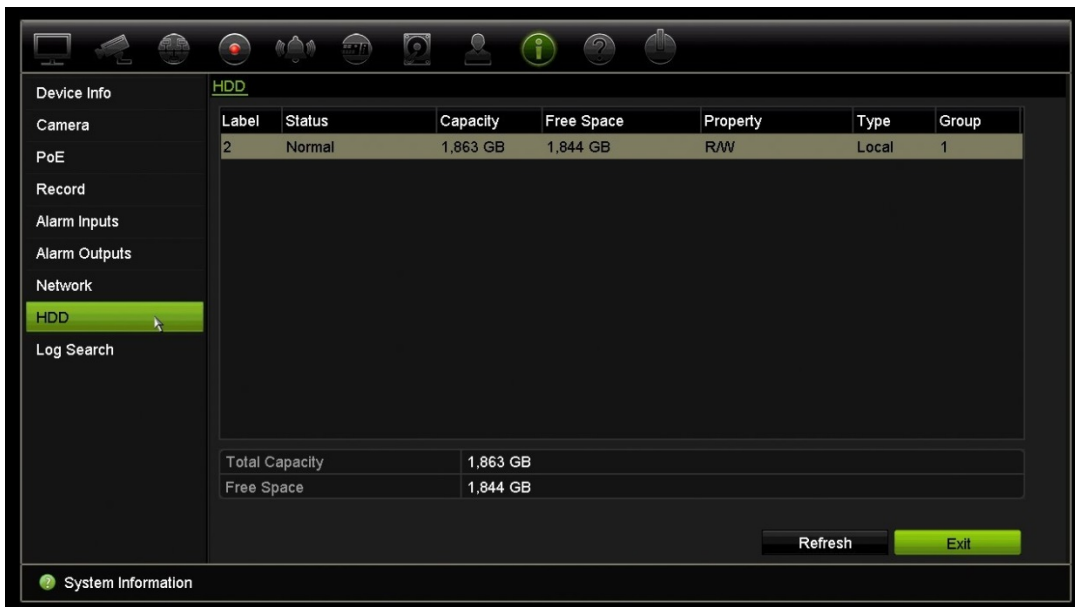 Device Info
Camera
PoE
Record
Alarm Inputs
Alarm Outputs
Network
HDD
Log Search
HDD
Label Status Capacity Free Space Property Type Group
2 Normal 1,863 GB 1,844 GB R/W Local 1
Total Capacity 1,863 GB
Free Space 1,844 GB
Refresh Exit
System Information